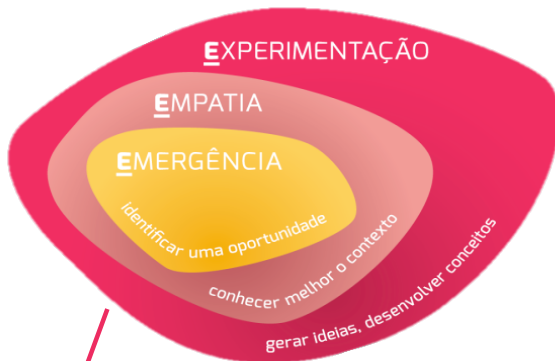 EXPERIMENTAÇÃO
EMPATIA
EMERGÊNCIA
identificar uma oportunidade
conhecer melhor o contexto
gerar ideias, desenvolver conceitos